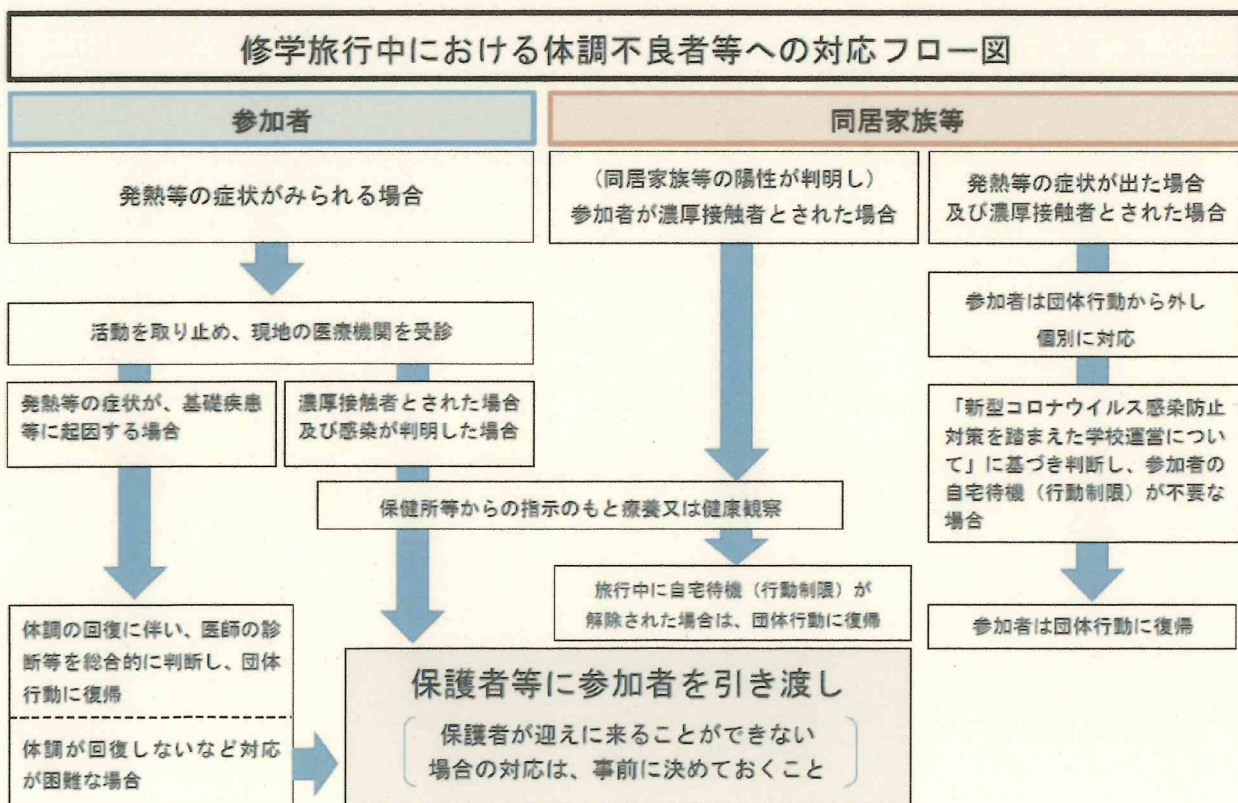 修学旅行中における体調不良者等への対応フロー図
参加者
同居家族等
発熱等の症状がみられる場合
(同居家族等の陽性が判明し)
参加者が濃厚接触者とされた場合
発熱等の症状が出た場合
及び濃厚接触者とされた場合
活動を取り止め、現地の医療機関を受診
参加者は団体行動から外し
個別に対応
発熱等の症状が、基礎疾患
等に起因する場合
濃厚接触者とされた場合
及び感染が判明した場合
「新型コロナウイルス感染防止
対策を踏まえた学校運営につい
て」に基づき判断し、参加者の
自宅待機(行動制限)が不要な
場合
保健所等からの指示のもと療養又は健康観察
旅行中に自宅待機(行動制限)が
解除された場合は、団体行動に復帰
参加者は団体行動に復帰
体調の回復に伴い、医師の診
断等を総合的に判断し、団体
行動に復帰
体調が回復しないなど対応
が困難な場合
保護者等に参加者を引き渡し
保護者が迎えに来ることができない
場合の対応は、事前に決めておくこと